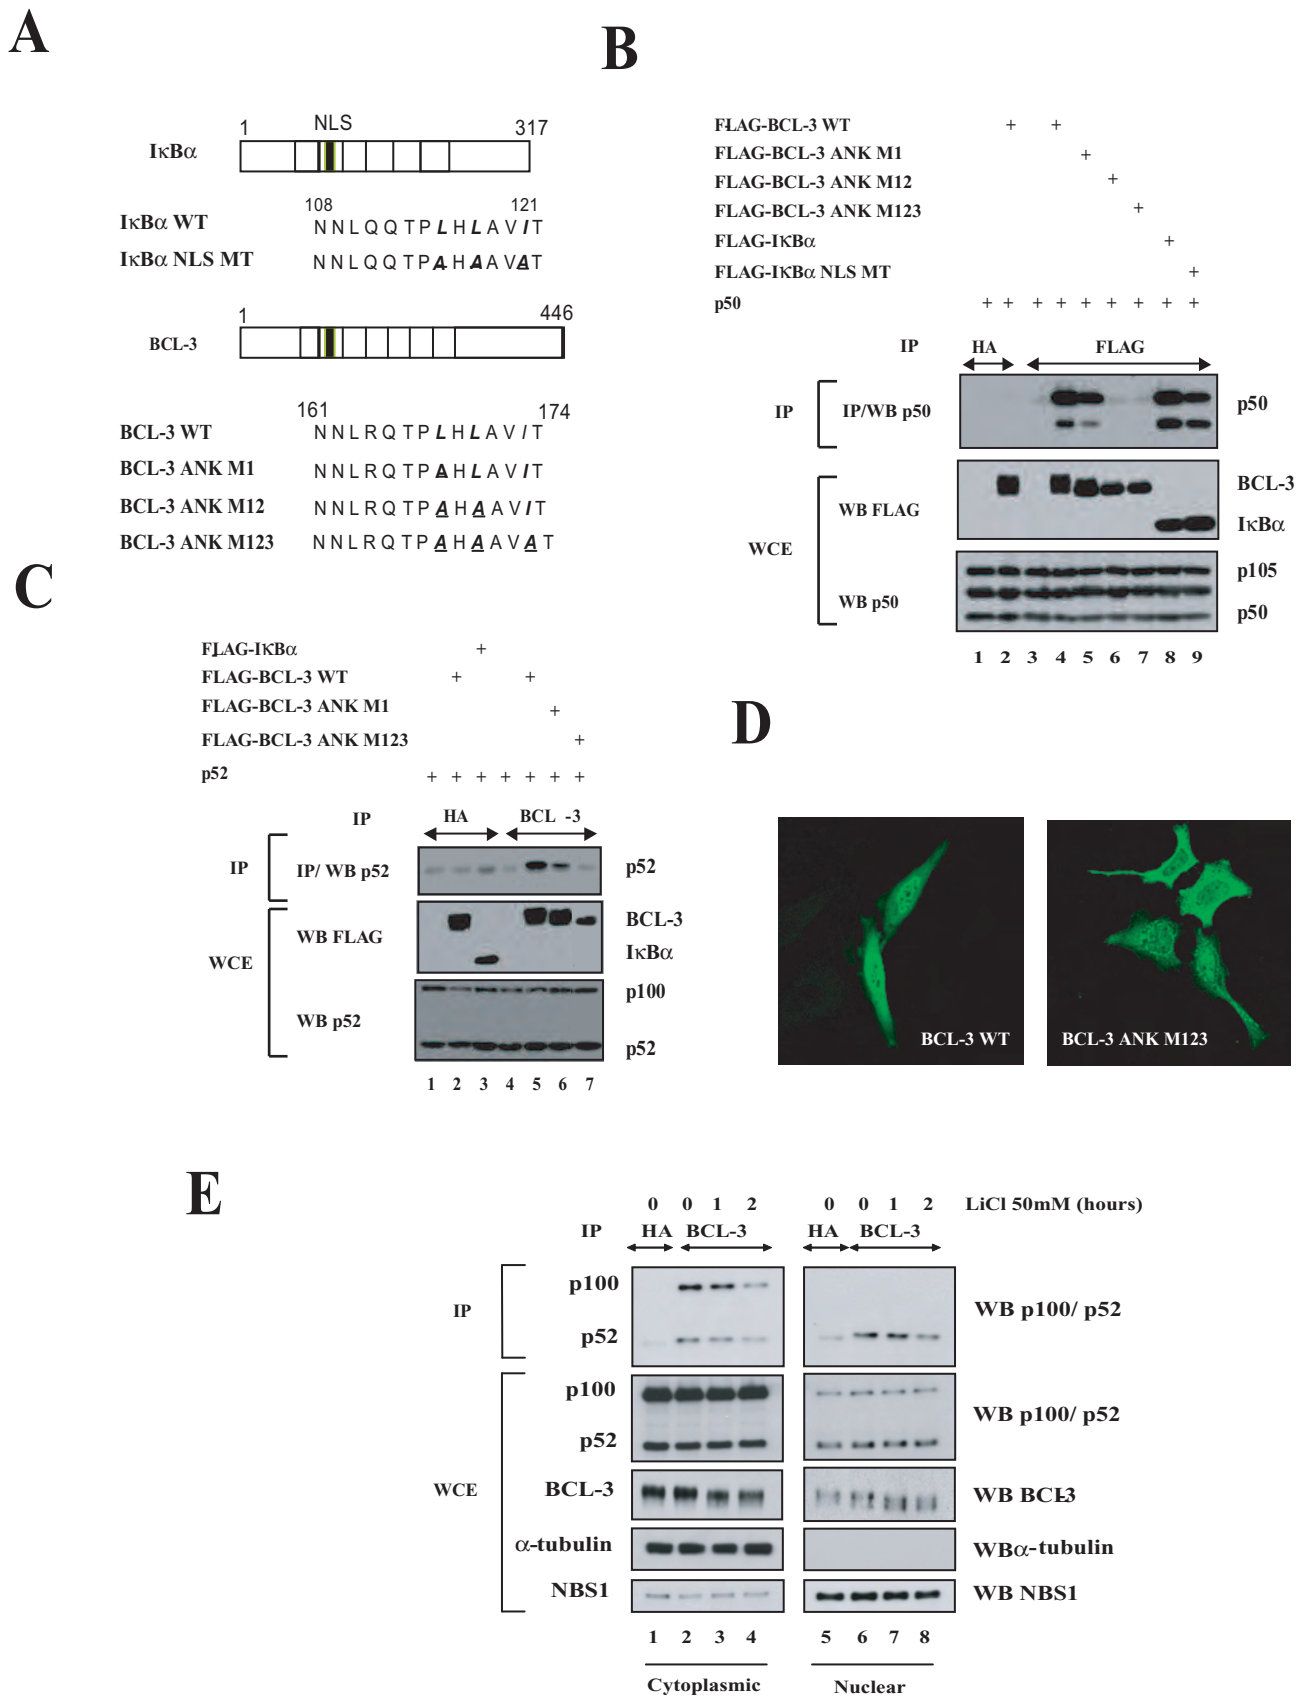 A
1 NLS 317
IκBα
108 121
IκBα WT N N L Q Q T P L H L A V I T
IκBα NLS MT N N L Q Q T P A H A A V A T
1 446
BCL-3
161 174
BCL-3 WT N N L R Q T P L H L A V I T
BCL-3 ANK M1 N N L R Q T P A H L A V I T
BCL-3 ANK M12 N N L R Q T P A H A A V I T
BCL-3 ANK M123 N N L R Q T P A H A A V A T
B
FLAG-BCL-3 WT + +
FLAG-BCL-3 ANK M1 +
FLAG-BCL-3 ANK M12 +
FLAG-BCL-3 ANK M123 +
FLAG-IκBα +
FLAG-IκBα NLS MT +
p50 + + + + + + + + +
IP HA FLAG
IP IP/WB p50 p50
WCE WB FLAG BCL-3
IκBα
WB p50 p105
p50
1 2 3 4 5 6 7 8 9
C
FLAG-IκBα +
FLAG-BCL-3 WT + +
FLAG-BCL-3 ANK M1 +
FLAG-BCL-3 ANK M123 +
p52 + + + + + + +
IP HA BCL -3
IP IP/ WB p52 p52
WCE WB FLAG BCL-3
IκBα
WB p52 p100
p52
1 2 3 4 5 6 7
D
BCL-3 WT
BCL-3 ANK M123
E
0 0 1 2 0 0 1 2 LiCl 50mM (hours)
IP HA BCL-3 HA BCL-3
IP p100
p52
WB p100/ p52
WCE p100
p52
WB p100/ p52
BCL-3 WB BCL-3
α-tubulin WBα-tubulin
NBS1 WB NBS1
1 2 3 4 5 6 7 8
Cytoplasmic Nuclear